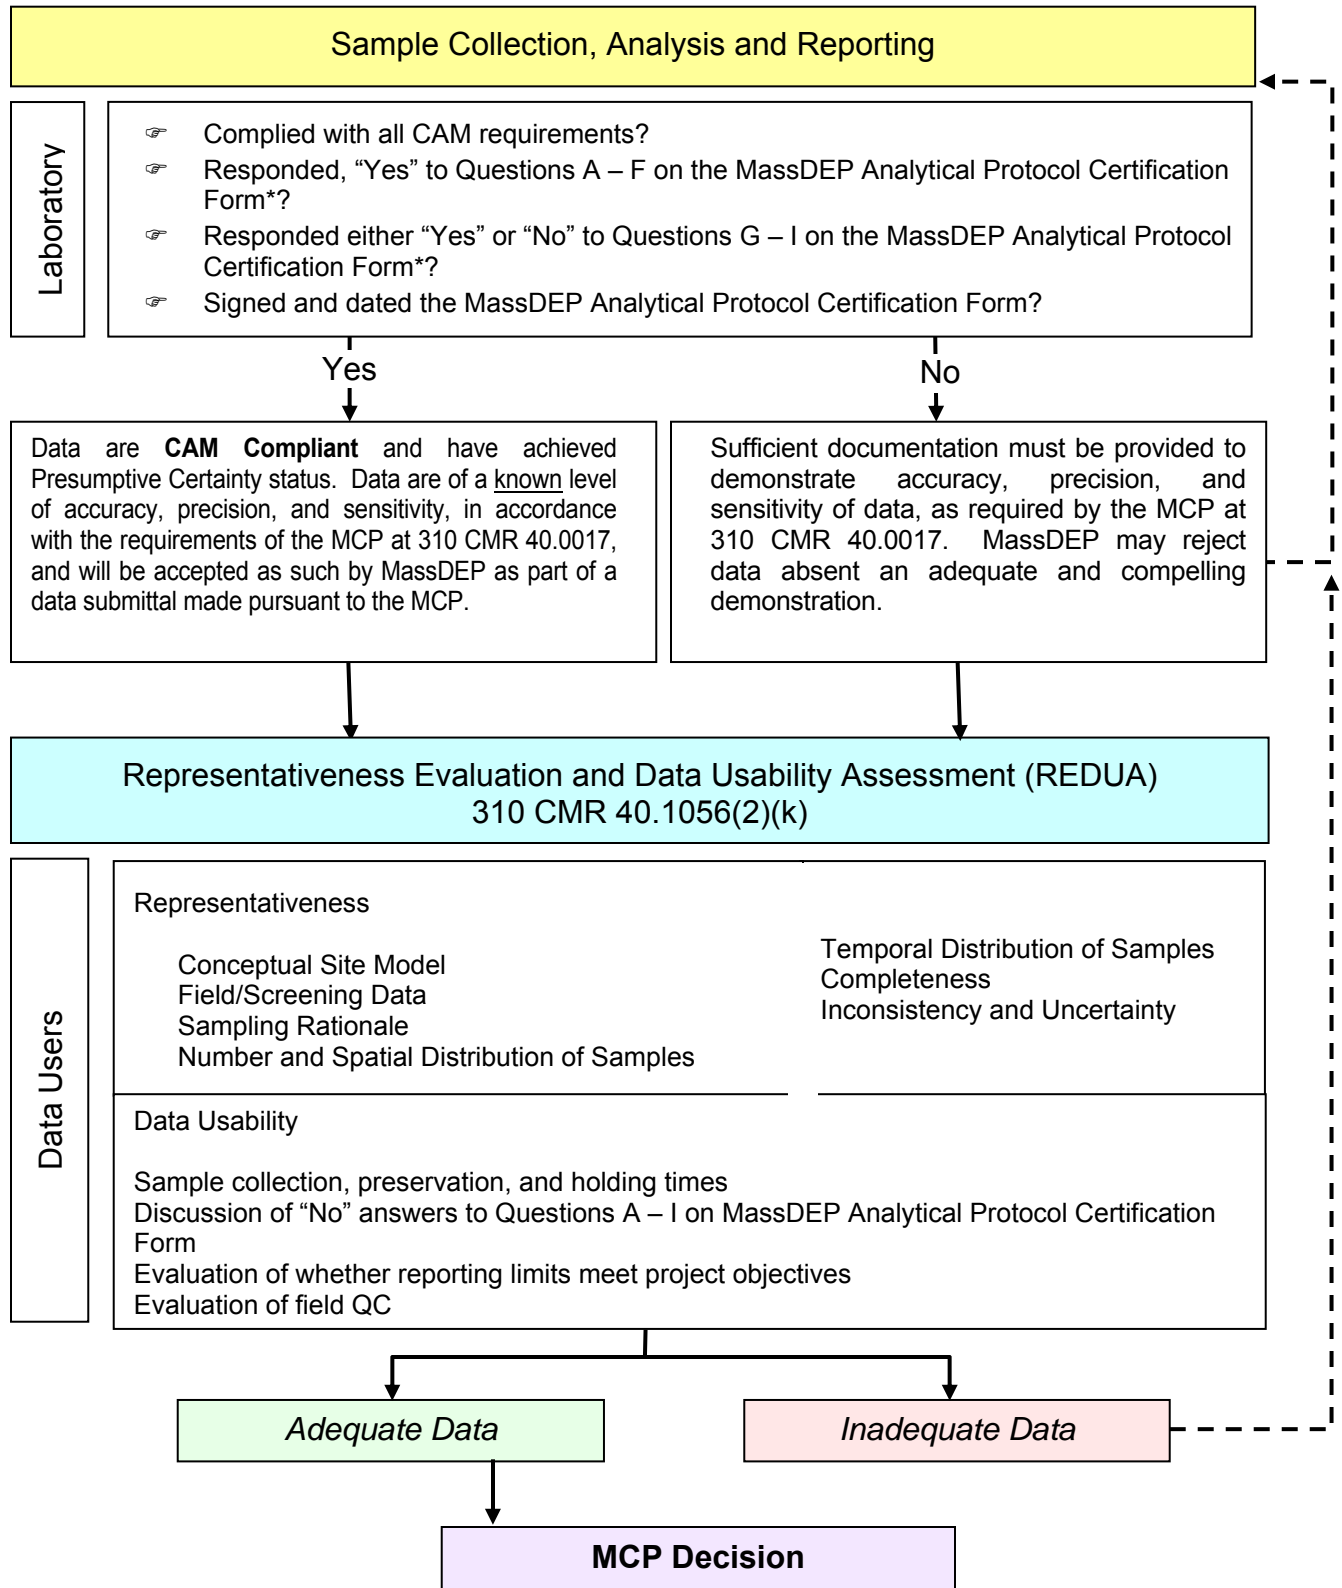 Sample Collection, Analysis and Reporting
Laboratory
☞ Complied with all CAM requirements?
☞ Responded, “Yes” to Questions A – F on the MassDEP Analytical Protocol Certification
Form*?
☞ Responded either “Yes” or “No” to Questions G – I on the MassDEP Analytical Protocol
Certification Form*?
☞ Signed and dated the MassDEP Analytical Protocol Certification Form?
Yes
No
Data are CAM Compliant and have achieved
Presumptive Certainty status. Data are of a known level
of accuracy, precision, and sensitivity, in accordance
with the requirements of the MCP at 310 CMR 40.0017,
and will be accepted as such by MassDEP as part of a
data submittal made pursuant to the MCP.
Sufficient documentation must be provided to
demonstrate accuracy, precision, and
sensitivity of data, as required by the MCP at
310 CMR 40.0017. MassDEP may reject
data absent an adequate and compelling
demonstration.
Representativeness Evaluation and Data Usability Assessment (REDUA)
310 CMR 40.1056(2)(k)
Data Users
Representativeness
Conceptual Site Model
Field/Screening Data
Sampling Rationale
Number and Spatial Distribution of Samples
Temporal Distribution of Samples
Completeness
Inconsistency and Uncertainty
Data Usability
Sample collection, preservation, and holding times
Discussion of “No” answers to Questions A – I on MassDEP Analytical Protocol Certification
Form
Evaluation of whether reporting limits meet project objectives
Evaluation of field QC
Adequate Data
Inadequate Data
MCP Decision